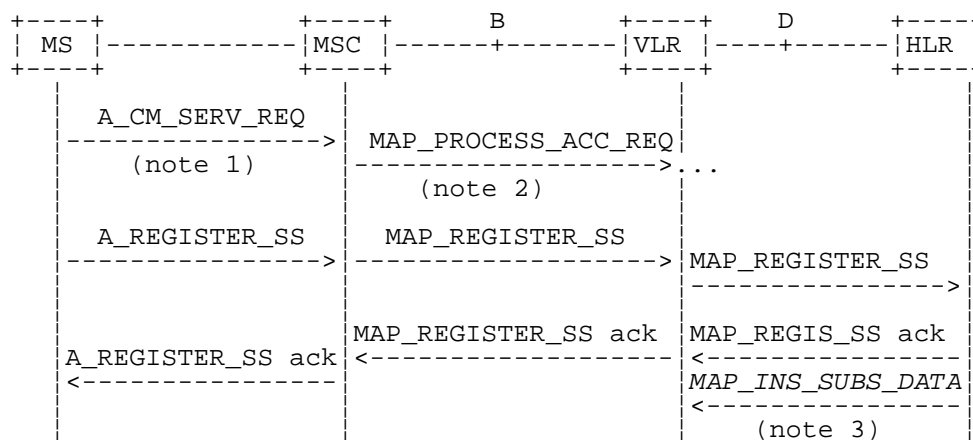 B D
MS MSC VLR HLR
A_CM_SERV_REQ
MAP_PROCESS_ACC_REQ
(note 1)
...
(note 2)
A_REGISTER_SS MAP_REGISTER_SS
MAP_REGISTER_SS
MAP_REGISTER_SS ack MAP_REGIS_SS ack
A_REGISTER_SS ack
MAP_INS_SUBS_DATA
(note 3)